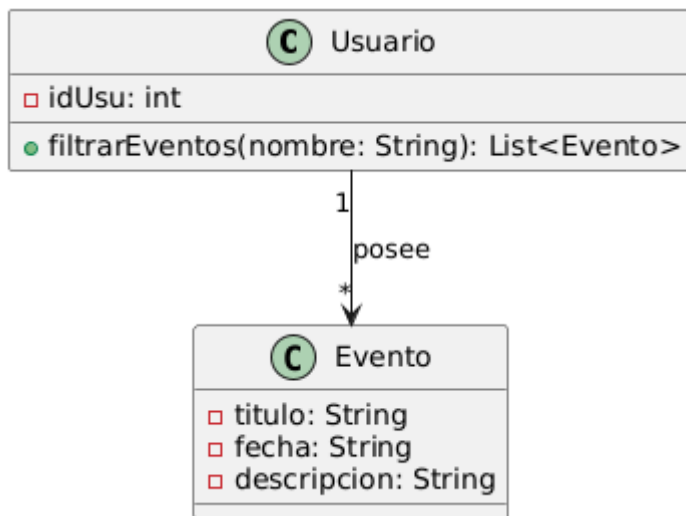 C Usuario
idUsu: int
filtrarEventos(nombre: String): List<Evento>
1
posee
*
C Evento
titulo: String
fecha: String
descripcion: String